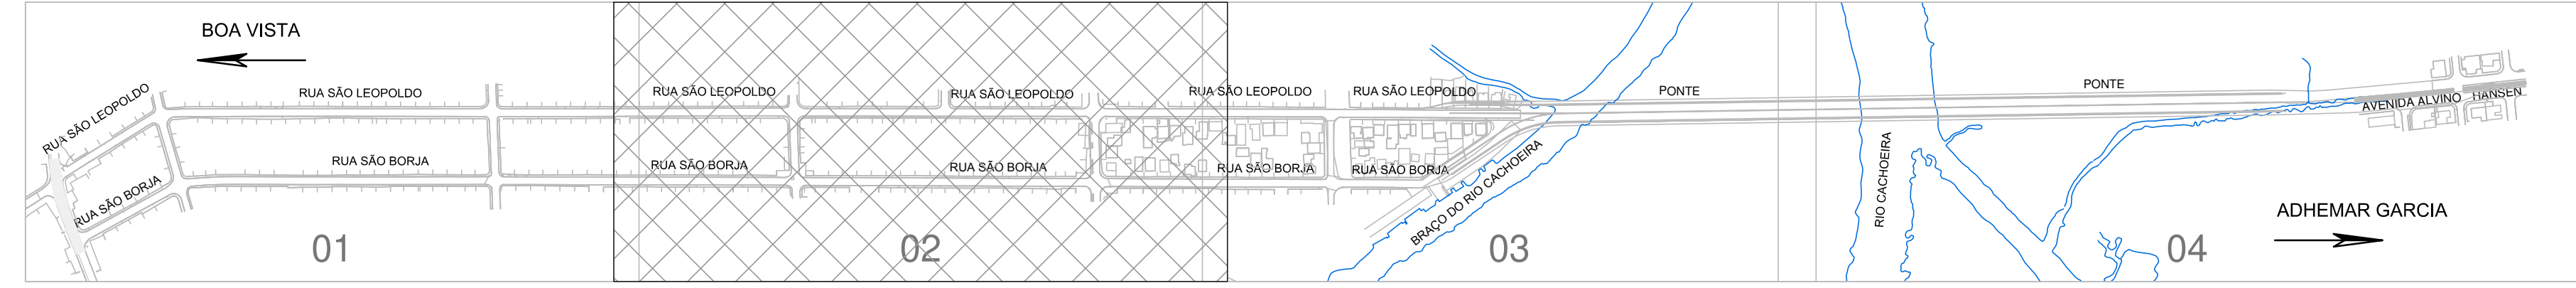 BOA VISTA
RUA SÃO LEOPOLDO
RUA SÃO LEOPOLDO
RUA SÃO LEOPOLDO
RUA SÃO LEOPOLDO
RUA SÃO LEOPOLDO
RUA SÃO LEOPOLDO
PONTE
PONTE
AVENIDA ALVINO HANSEN
RUA SÃO BORJA
RUA SÃO BORJA
RUA SÃO BORJA
RUA SÃO BORJA
RUA SÃO BORJA
RUA SÃO BORJA
BRAÇO DO RIO CACHOEIRA
RIO CACHOEIRA
ADHEMAR GARCIA
01
02
03
04